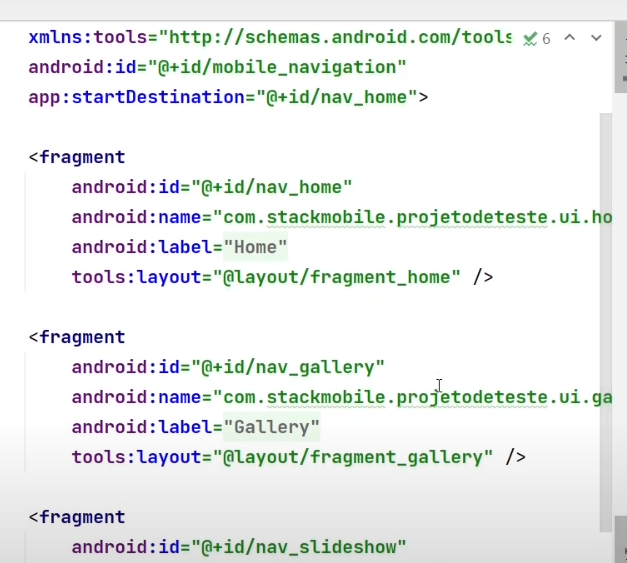 xmlns:tools="http://schemas.android.com/tools 6
android:id="@+id/mobile_navigation"
app:startDestination="@+id/nav_home">
<fragment
android:id="@+id/nav_home"
android:name="com.stackmobile.projetodeteste.ui.ho
android:label="Home"
tools:layout="@layout/fragment_home" />
<fragment
android:id="@+id/nav_gallery"
android:name="com.stackmobile.projetodeteste.ui.ga
android:label="Gallery"
tools:layout="@layout/fragment_gallery" />
<fragment
android:id="@+id/nav_slideshow"